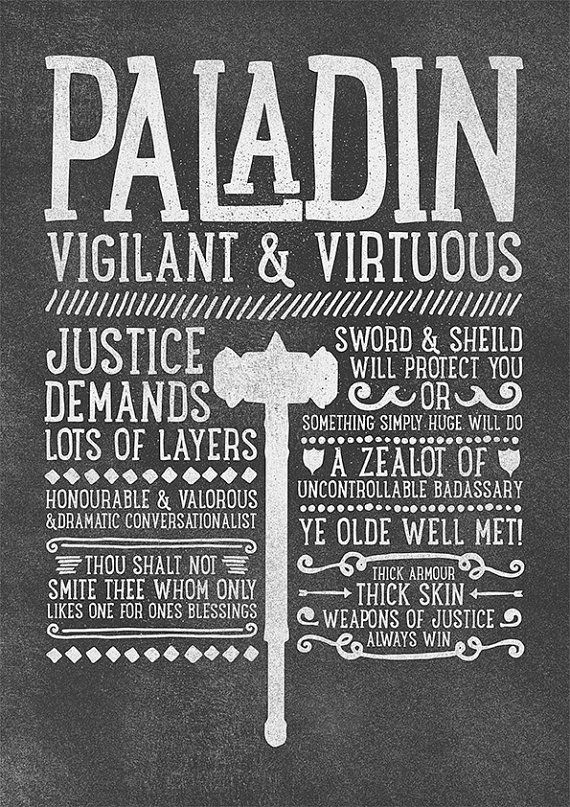 PALADIN
VIGILANT & VIRTUOUS
JUSTICE
DEMANDS
LOTS OF LAYERS
HONOURABLE & VALOROUS
&DRAMATIC CONVERSATIONALIST
THOU SHALT NOT
SMITE THEE WHOM ONLY
LIKES ONE FOR ONES BLESSINGS
SWORD & SHEILD
WILL PROTECT YOU
OR
SOMETHING SIMPLY HUGE WILL DO
A ZEALOT OF
UNCONTROLLABLE BADASSARY
YE OLDE WELL MET!
THICK ARMOUR
THICK SKIN
WEAPONS OF JUSTICE
ALWAYS WIN